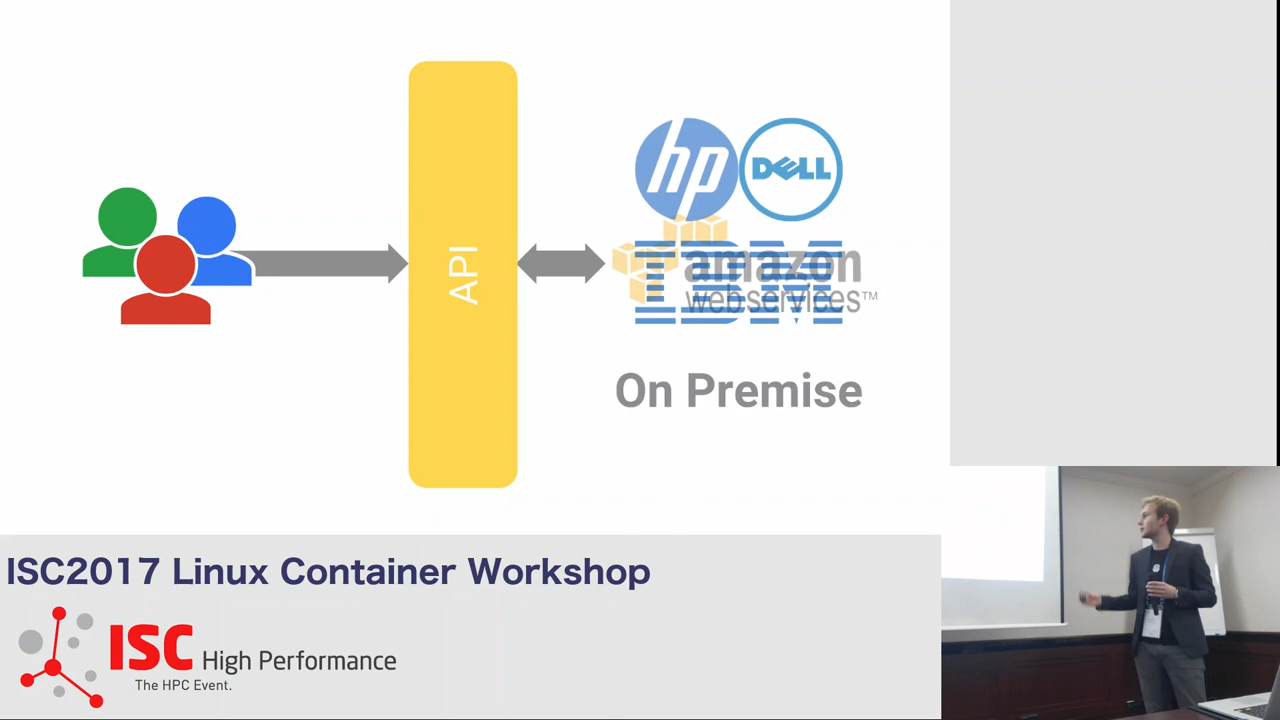 API
hp
DELL
IBM
amazon
webservices™
On Premise
ISC2017 Linux Container Workshop
ISC High Performance
The HPC Event.